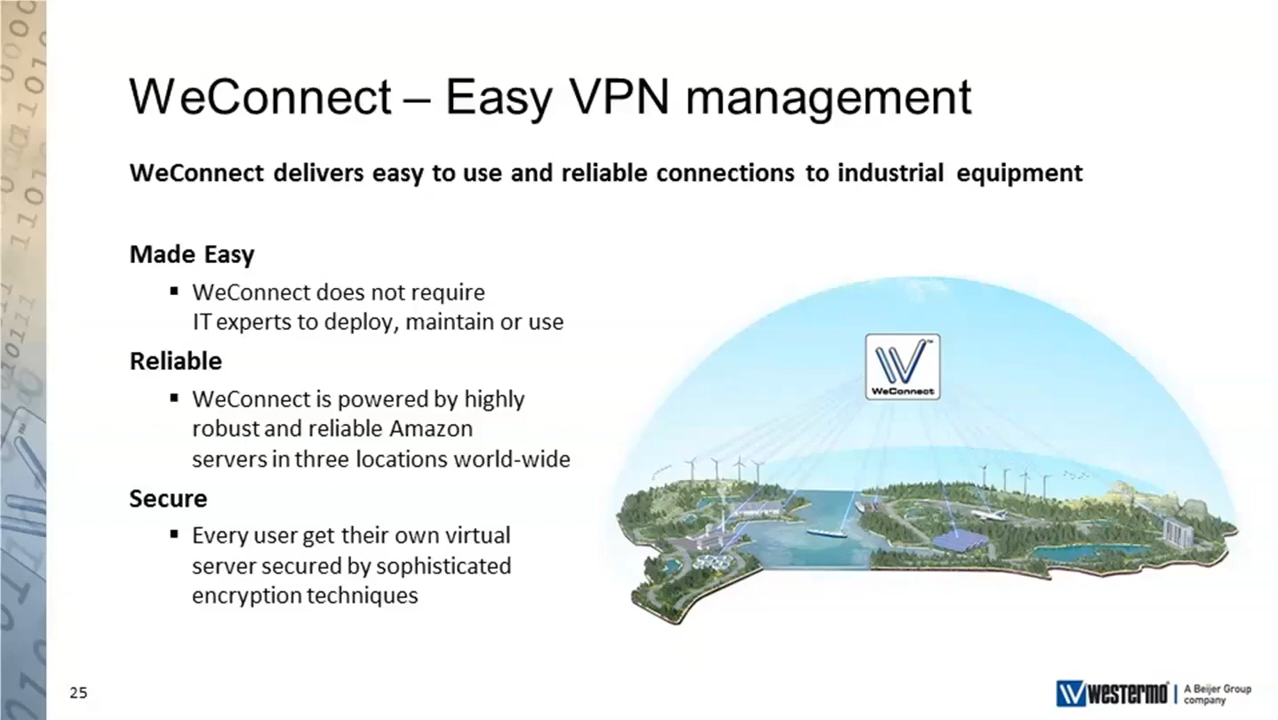 WeConnect – Easy VPN management
WeConnect delivers easy to use and reliable connections to industrial equipment
Made Easy
▪ WeConnect does not require
IT experts to deploy, maintain or use
Reliable
▪ WeConnect is powered by highly
robust and reliable Amazon
servers in three locations world-wide
Secure
▪ Every user get their own virtual
server secured by sophisticated
encryption techniques
WeConnect
25
westermo
A Beijer Group
company